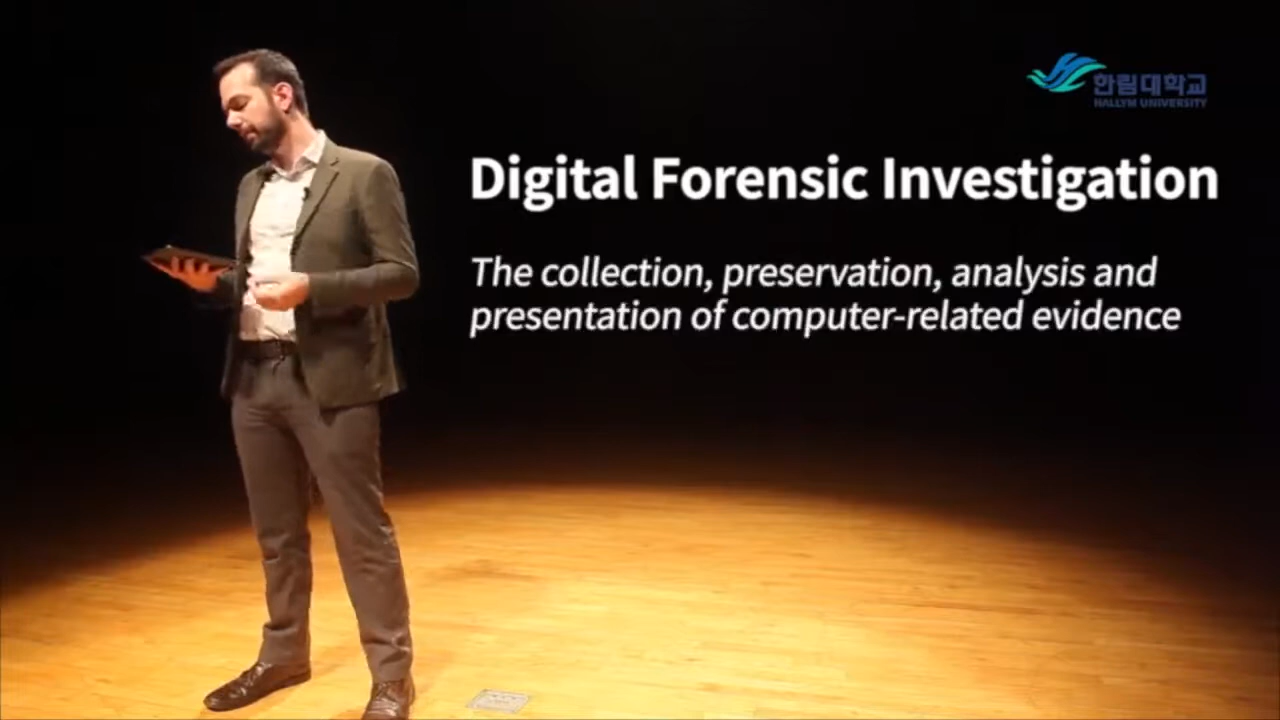 한림대학교
HALLYM UNIVERSITY
Digital Forensic Investigation
The collection, preservation, analysis and
presentation of computer-related evidence